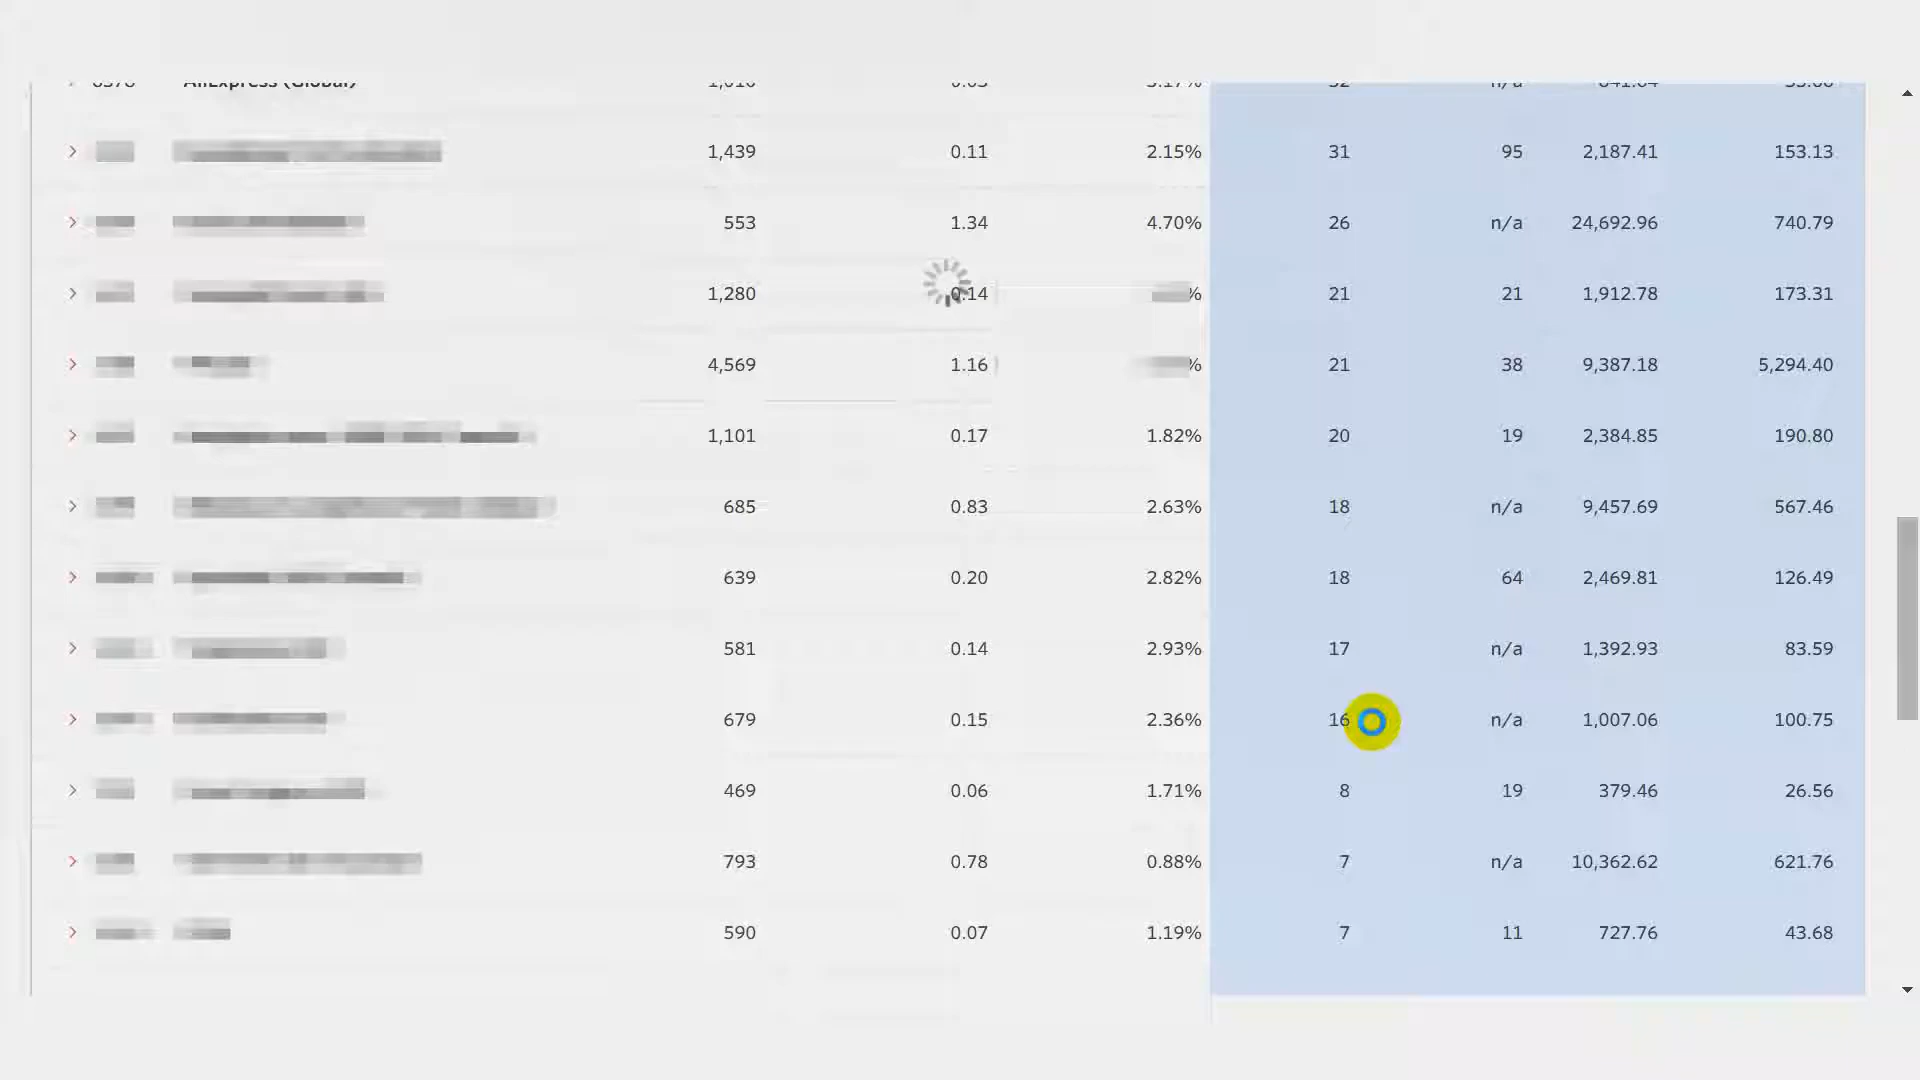 AliExpress (Global)
1,439 0.11 2.15% 31 95 2,187.41 153.13
553 1.34 4.70% 26 n/a 24,692.96 740.79
1,280 0.14 % 21 21 1,912.78 173.31
4,569 1.16 % 21 38 9,387.18 5,294.40
1,101 0.17 1.82% 20 19 2,384.85 190.80
685 0.83 2.63% 18 n/a 9,457.69 567.46
639 0.20 2.82% 18 64 2,469.81 126.49
581 0.14 2.93% 17 n/a 1,392.93 83.59
679 0.15 2.36% 16 n/a 1,007.06 100.75
469 0.06 1.71% 8 19 379.46 26.56
793 0.78 0.88% 7 n/a 10,362.62 621.76
590 0.07 1.19% 7 11 727.76 43.68